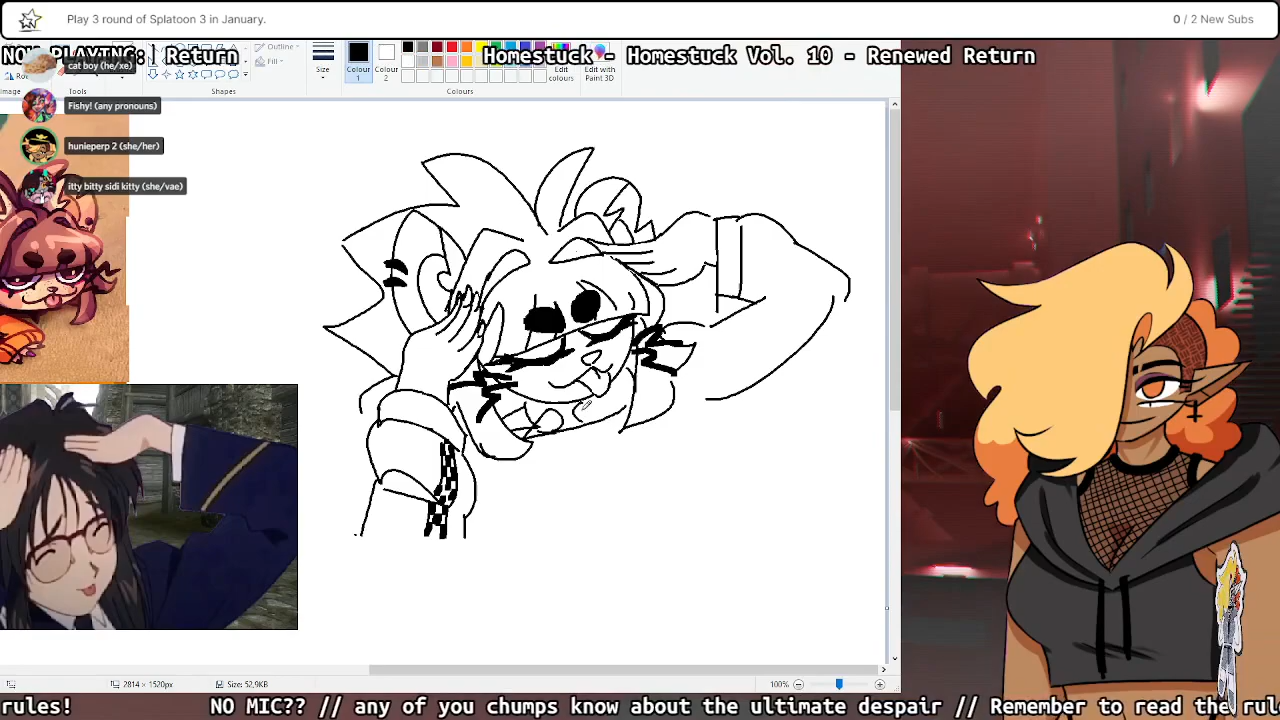 Play 3 round of Splatoon 3 in January.
0 / 2 New Subs
NOW PLAYING: Return
Homestuck - Homestuck Vol. 10 - Renewed Return
cat boy (he/xe)
Outline
Fill
Image
Tools
Shapes
Size
Colour 1
Colour 2
Edit colours
Edit with Paint 3D
Colours
Fishy! (any pronouns)
hunieperp 2 (she/her)
itty bitty sidi kitty (she/vae)
2814 × 1520px
Size: 52,9KB
100%
rules! NO MIC?? // any of you chumps know about the ultimate despair // Remember to read the rul